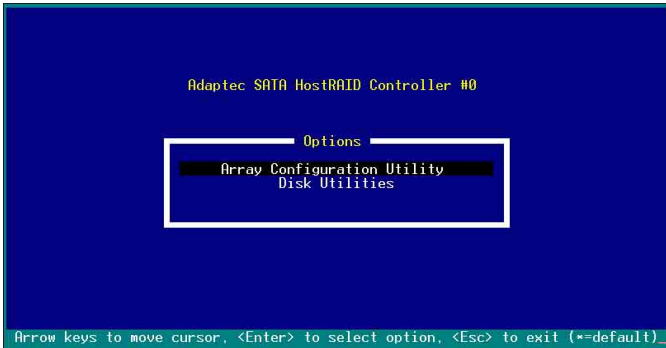 Adaptec SATA HostRAID Controller #0
Options
Array Configuration Utility
Disk Utilities
Arrow keys to move cursor, <Enter> to select option, <Esc> to exit (*=default)_